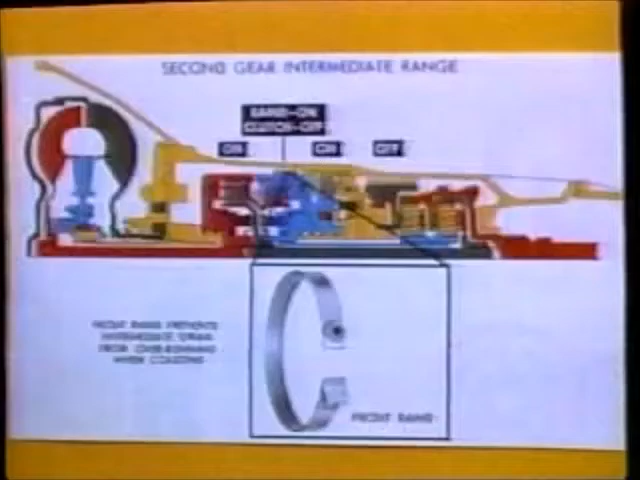 SECOND GEAR INTERMEDIATE RANGE
BAND-ON
CLUTCH-OFF
ON
ON
OFF
FRONT BAND PREVENTS
INTERMEDIATE SPRAG
FROM OVER-RUNNING
WHEN COASTING
FRONT BAND